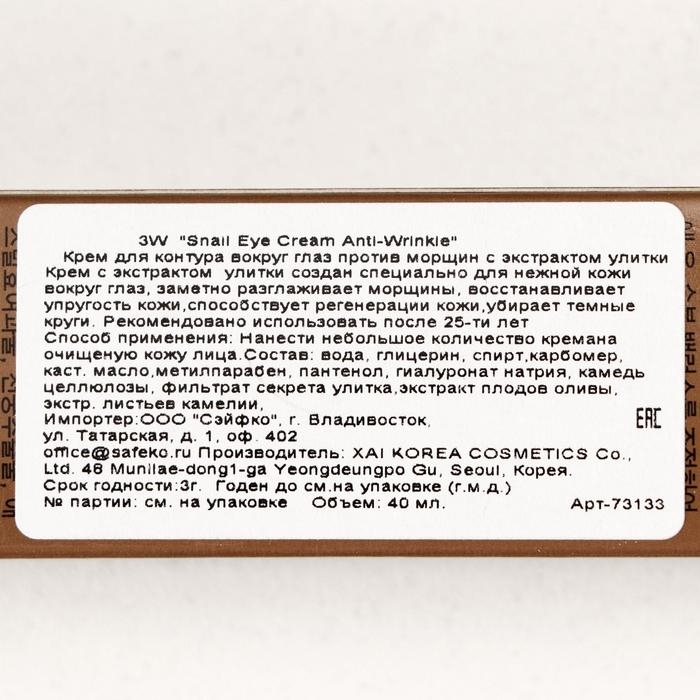 3W "Snail Eye Cream Anti-Wrinkle"
Крем для контура вокруг глаз против морщин с экстрактом улитки
Крем с экстрактом улитки создан специально для нежной кожи
вокруг глаз, заметно разглаживает морщины, восстанавливает
упругость кожи,способствует регенерации кожи,убирает темные
круги. Рекомендовано использовать после 25-ти лет
Способ применения: Нанести небольшое количество кремана
очищеную кожу лица.Состав: вода, глицерин, спирт,карбомер,
каст. масло,метилпарабен, пантенол, гиалуронат натрия, камедь
целлюлозы, фильтрат секрета улитка,экстракт плодов оливы,
экстр. листьев камелии,
Импортер:ООО "Сэйфко", г. Владивосток,
ул. Татарская, д. 1, оф. 402
office@safeko.ru Производитель: XAI KOREA COSMETICS Co.,
Ltd. 48 Munllae-dong1-ga Yeongdeungpo Gu, Seoul, Корея.
Срок годности:3г. Годен до см.на упаковке (г.м.д.)
№ партии: см. на упаковке Объем: 40 мл. Арт-73133
EAC